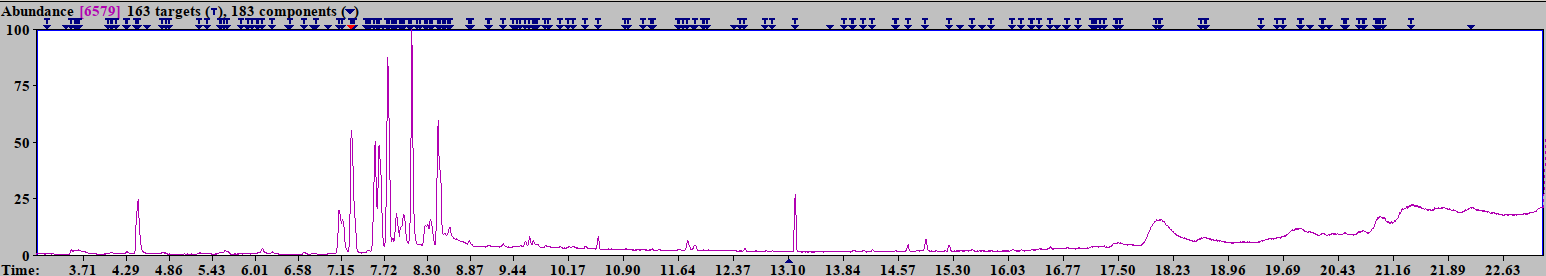 Abundance [6579] 163 targets (T), 183 components (▼)
100
75
50
25
0
Time: 3.71 4.29 4.86 5.43 6.01 6.58 7.15 7.72 8.30 8.87 9.44 10.17 10.90 11.64 12.37 13.10 13.84 14.57 15.30 16.03 16.77 17.50 18.23 18.96 19.69 20.43 21.16 21.89 22.63